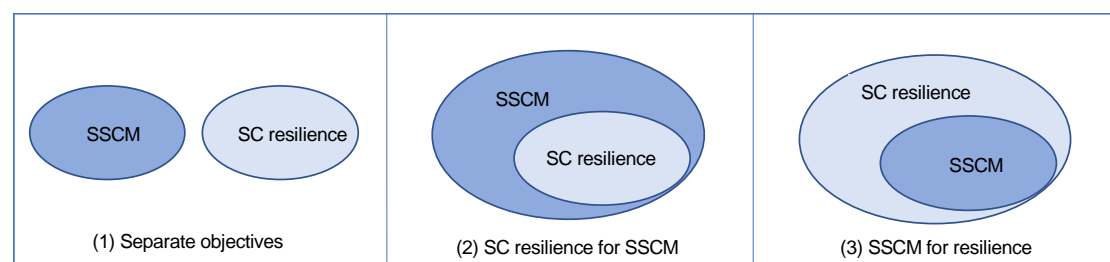 SSCM
SC resilience
(1) Separate objectives
SSCM
SC resilience
(2) SC resilience for SSCM
SC resilience
SSCM
(3) SSCM for resilience